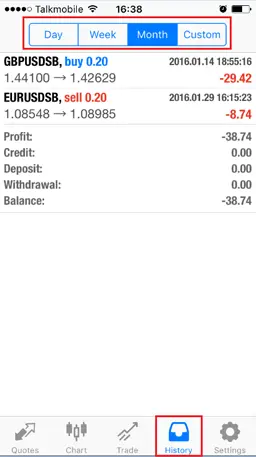 Talkmobile 16:38
Day Week Month Custom
GBPUSDSB, buy 0.20 2016.01.14 18:55:16
1.44100 → 1.42629 -29.42
EURUSDSB, sell 0.20 2016.01.29 16:15:23
1.08548 → 1.08985 -8.74
Profit: -38.74
Credit: 0.00
Deposit: 0.00
Withdrawal: 0.00
Balance: -38.74
Quotes Chart Trade History Settings